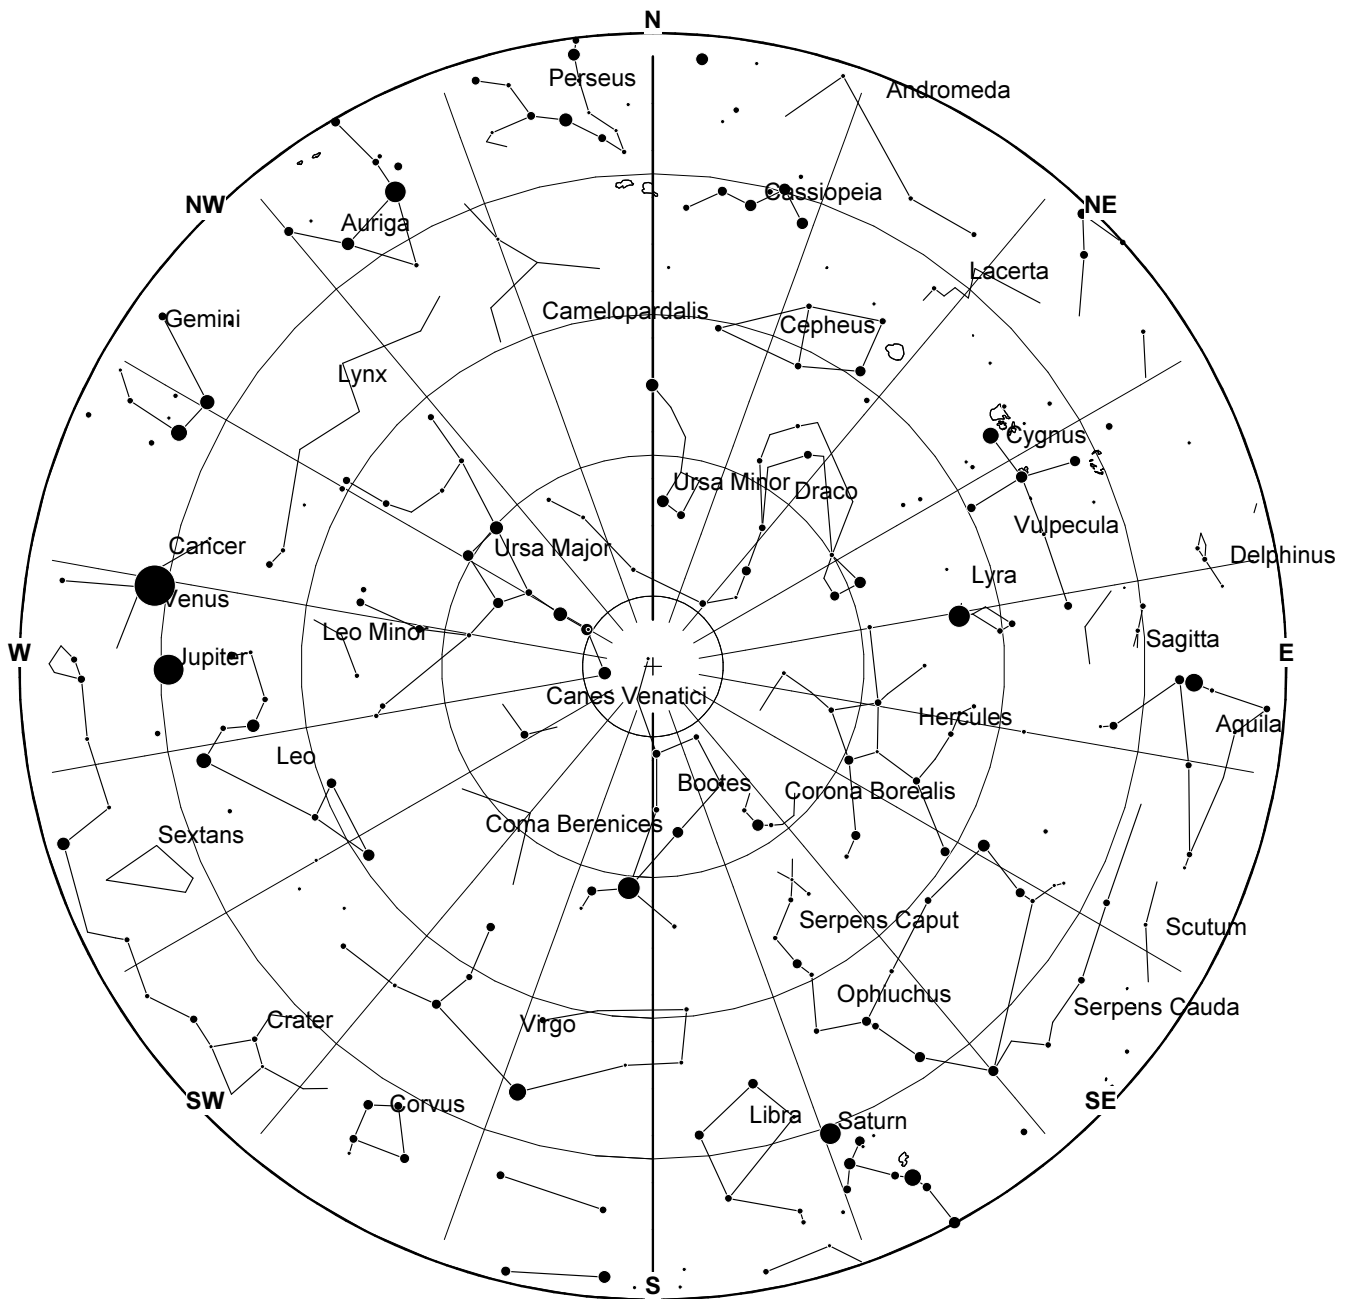 N
Perseus
Andromeda
Cassiopeia
NW
NE
Auriga
Lacerta
Camelopardalis
Gemini
Cepheus
Lynx
Cygnus
Ursa Minor
Draco
Vulpecula
Cancer
Ursa Major
Delphinus
Lyra
Venus
Leo Minor
Sagitta
W
Jupiter
E
Canes Venatici
Hercules
Aquila
Leo
Bootes
Corona Borealis
Coma Berenices
Sextans
Serpens Caput
Scutum
Ophiuchus
Serpens Cauda
Crater
Virgo
SW
Corvus
Libra
Saturn
SE
S